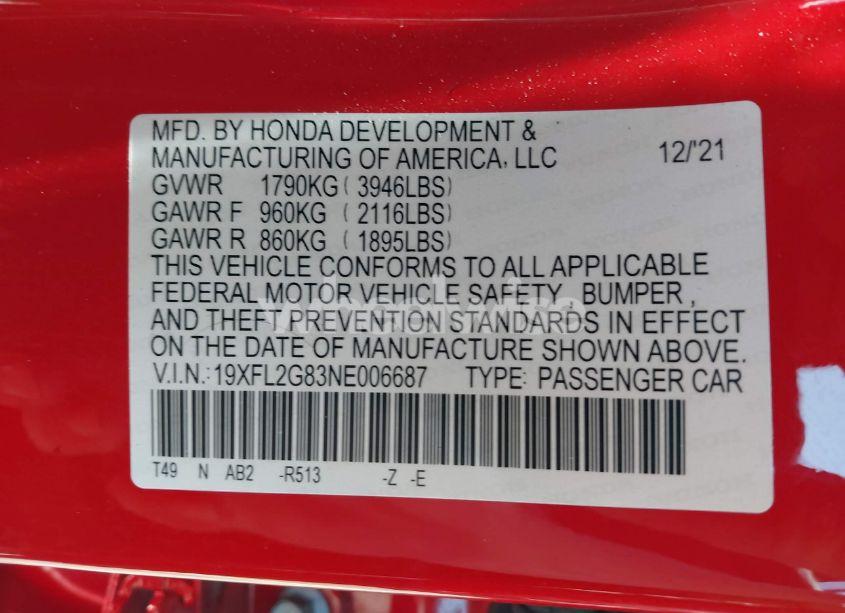 MFD. BY HONDA DEVELOPMENT &
MANUFACTURING OF AMERICA, LLC 12/'21
GVWR 1790KG ( 3946LBS)
GAWR F 960KG ( 2116LBS)
GAWR R 860KG ( 1895LBS)
THIS VEHICLE CONFORMS TO ALL APPLICABLE
FEDERAL MOTOR VEHICLE SAFETY, BUMPER,
AND THEFT PREVENTION STANDARDS IN EFFECT
ON THE DATE OF MANUFACTURE SHOWN ABOVE.
V.I.N.:19XFL2G83NE006687 TYPE: PASSENGER CAR
T49 N AB2 -R513 -Z -E